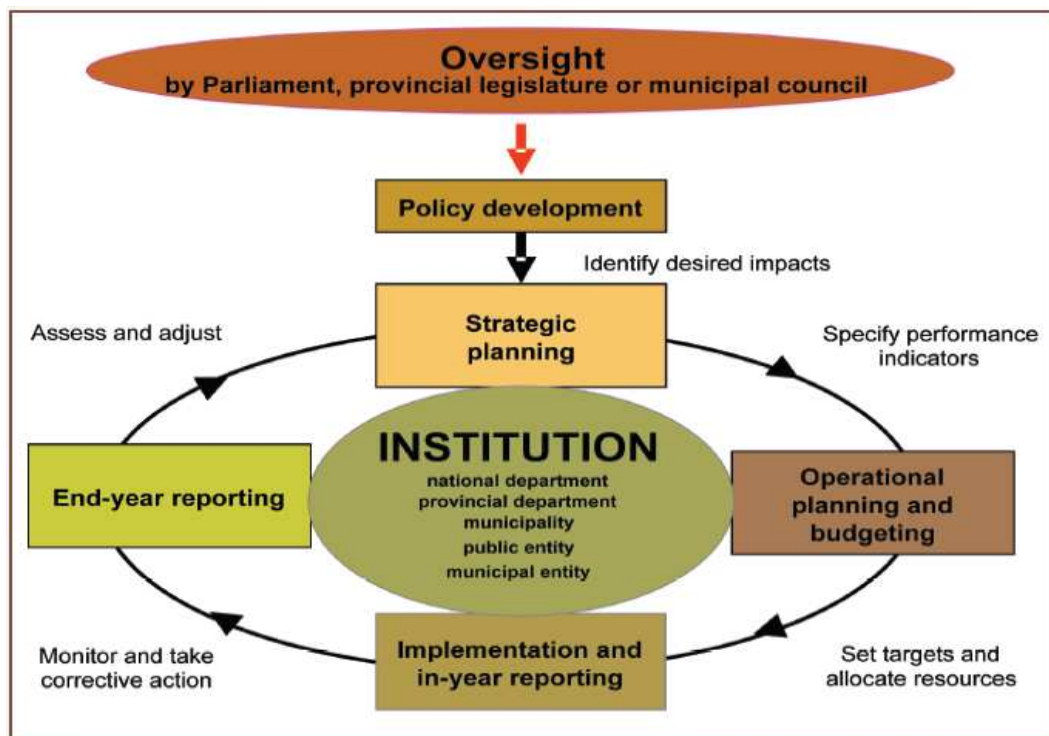 Oversight
by Parliament, provincial legislature or municipal council
Policy development
Identify desired impacts
Strategic
planning
Assess and adjust
Specify performance
indicators
INSTITUTION
national department
provincial department
municipality
public entity
municipal entity
End-year reporting
Operational
planning and
budgeting
Implementation and
in-year reporting
Monitor and take
corrective action
Set targets and
allocate resources